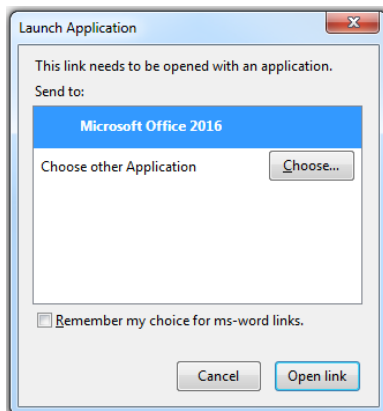 Launch Application
This link needs to be opened with an application.
Send to:
Microsoft Office 2016
Choose other Application
Choose...
Remember my choice for ms-word links.
Cancel
Open link